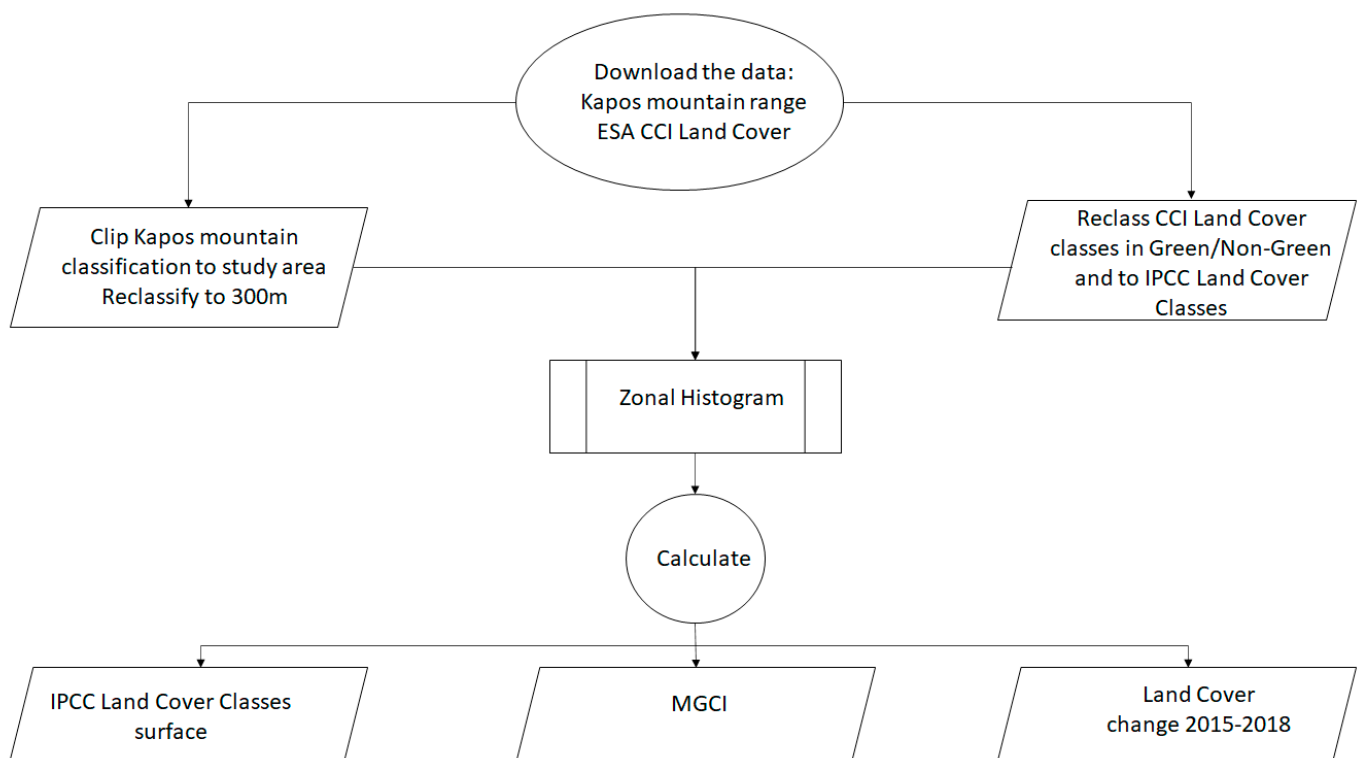 Download the data:
Kapos mountain range
ESA CCI Land Cover
Clip Kapos mountain
classification to study area
Reclassify to 300m
Reclass CCI Land Cover
classes in Green/Non-Green
and to IPCC Land Cover
Classes
Zonal Histogram
Calculate
IPCC Land Cover Classes
surface
MGCI
Land Cover
change 2015-2018